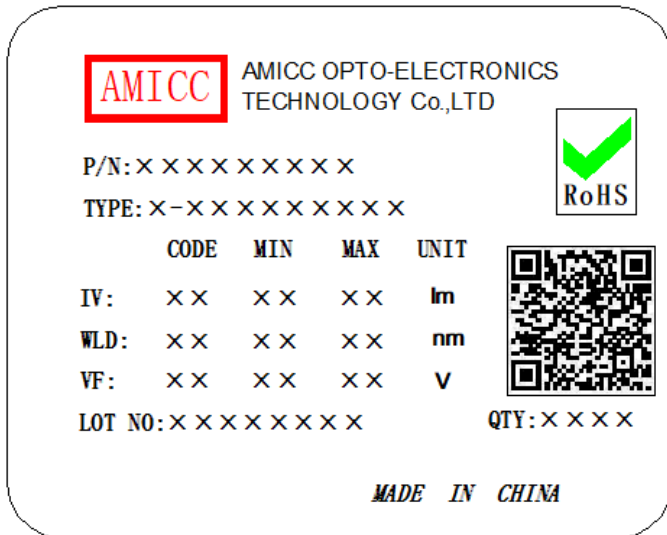 AMICC
AMICC OPTO-ELECTRONICS
TECHNOLOGY Co.,LTD
RoHS
P/N:×××××××××
TYPE:×-×××××××××
CODE MIN MAX UNIT
IV: ×× ×× ×× lm
WLD: ×× ×× ×× nm
VF: ×× ×× ×× V
LOT NO:×××××××× QTY:××××
MADE IN CHINA